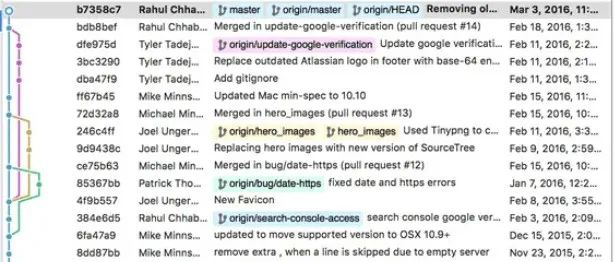 b7358c7 Rahul Chhab... master origin/master origin/HEAD Removing ol... Mar 3, 2016, 11:...
bdb8bef Rahul Chhab... Merged in update-google-verification (pull request #14) Feb 18, 2016, 1:3...
dfe975d Tyler Tadej... origin/update-google-verification Update google verificati... Feb 11, 2016, 2:2...
3bc3290 Tyler Tadej... Replace outdated Atlassian logo in footer with base-64 en... Feb 11, 2016, 2:1...
dba47f9 Tyler Tadej... Add gitignore Feb 11, 2016, 1:3...
ff67b45 Mike Minns... Updated Mac min-spec to 10.10 Feb 15, 2016, 11:...
72d32a8 Michael Min... Merged in hero_images (pull request #13) Feb 15, 2016, 10:...
246c4ff Joel Unger... origin/hero_images hero_images Used Tinypng to c... Feb 11, 2016, 3:3...
9d9438c Joel Unger... Replacing hero images with new version of SourceTree Feb 9, 2016, 2:59...
ce75b63 Michael Min... Merged in bug/date-https (pull request #12) Feb 15, 2016, 10:...
85367bb Patrick Tho... origin/bug/date-https fixed date and https errors Jan 7, 2016, 12:2...
4f9b557 Joel Unger... New Favicon Feb 8, 2016, 3:55...
384e6d5 Rahul Chhab... origin/search-console-access search console google ver... Feb 3, 2016, 2:09...
6fa47a9 Mike Minns... updated to move supported version to OSX 10.9+ Dec 15, 2015, 2:0...
8dd87bb Mike Minns... remove extra , when a line is skipped due to empty server Nov 23, 2015, 2:...